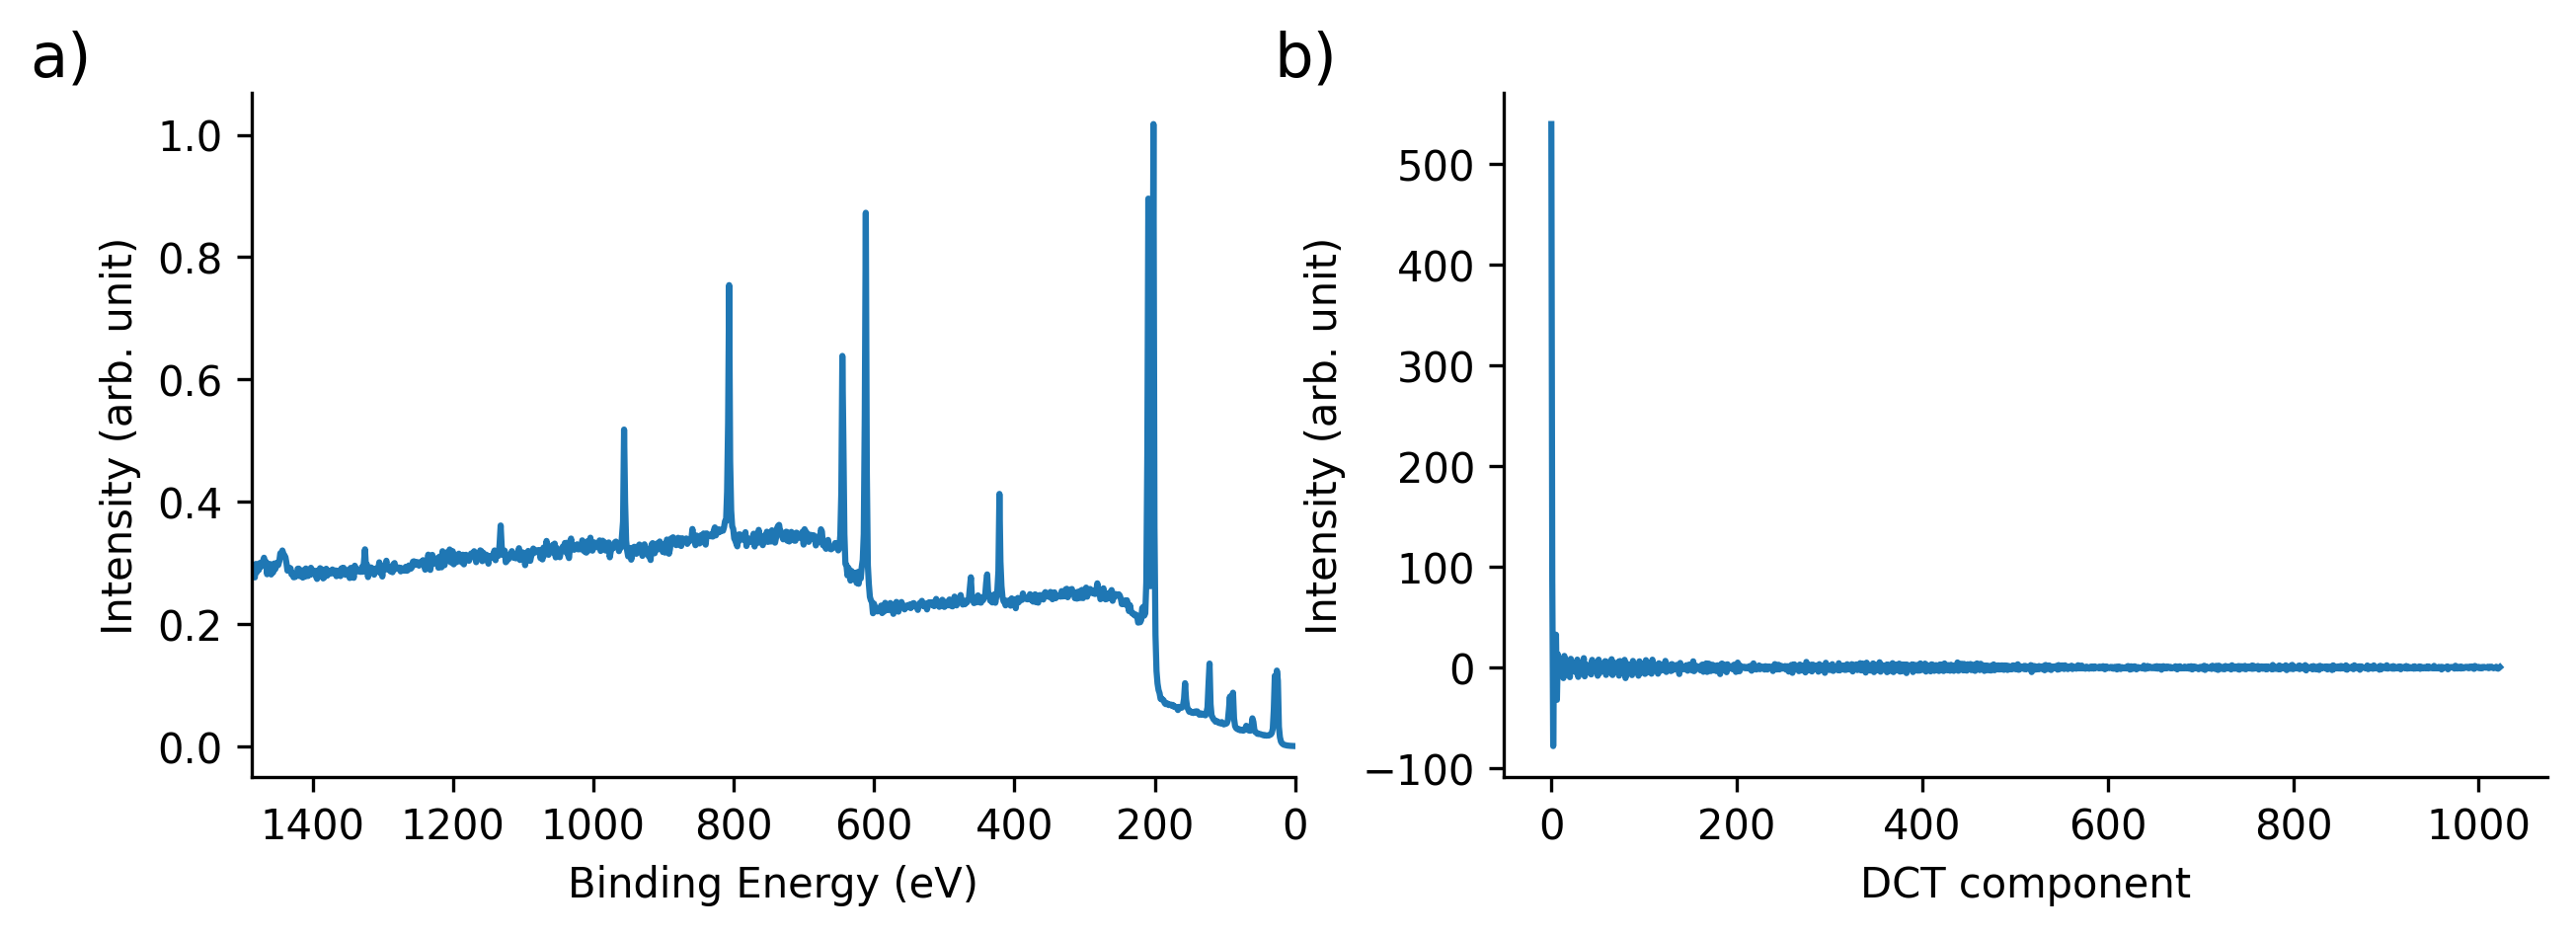 a)
1.0
0.8
0.6
0.4
0.2
0.0
Intensity (arb. unit)
1400 1200 1000 800 600 400 200 0
Binding Energy (eV)
b)
500
400
300
200
100
0
−100
Intensity (arb. unit)
0 200 400 600 800 1000
DCT component